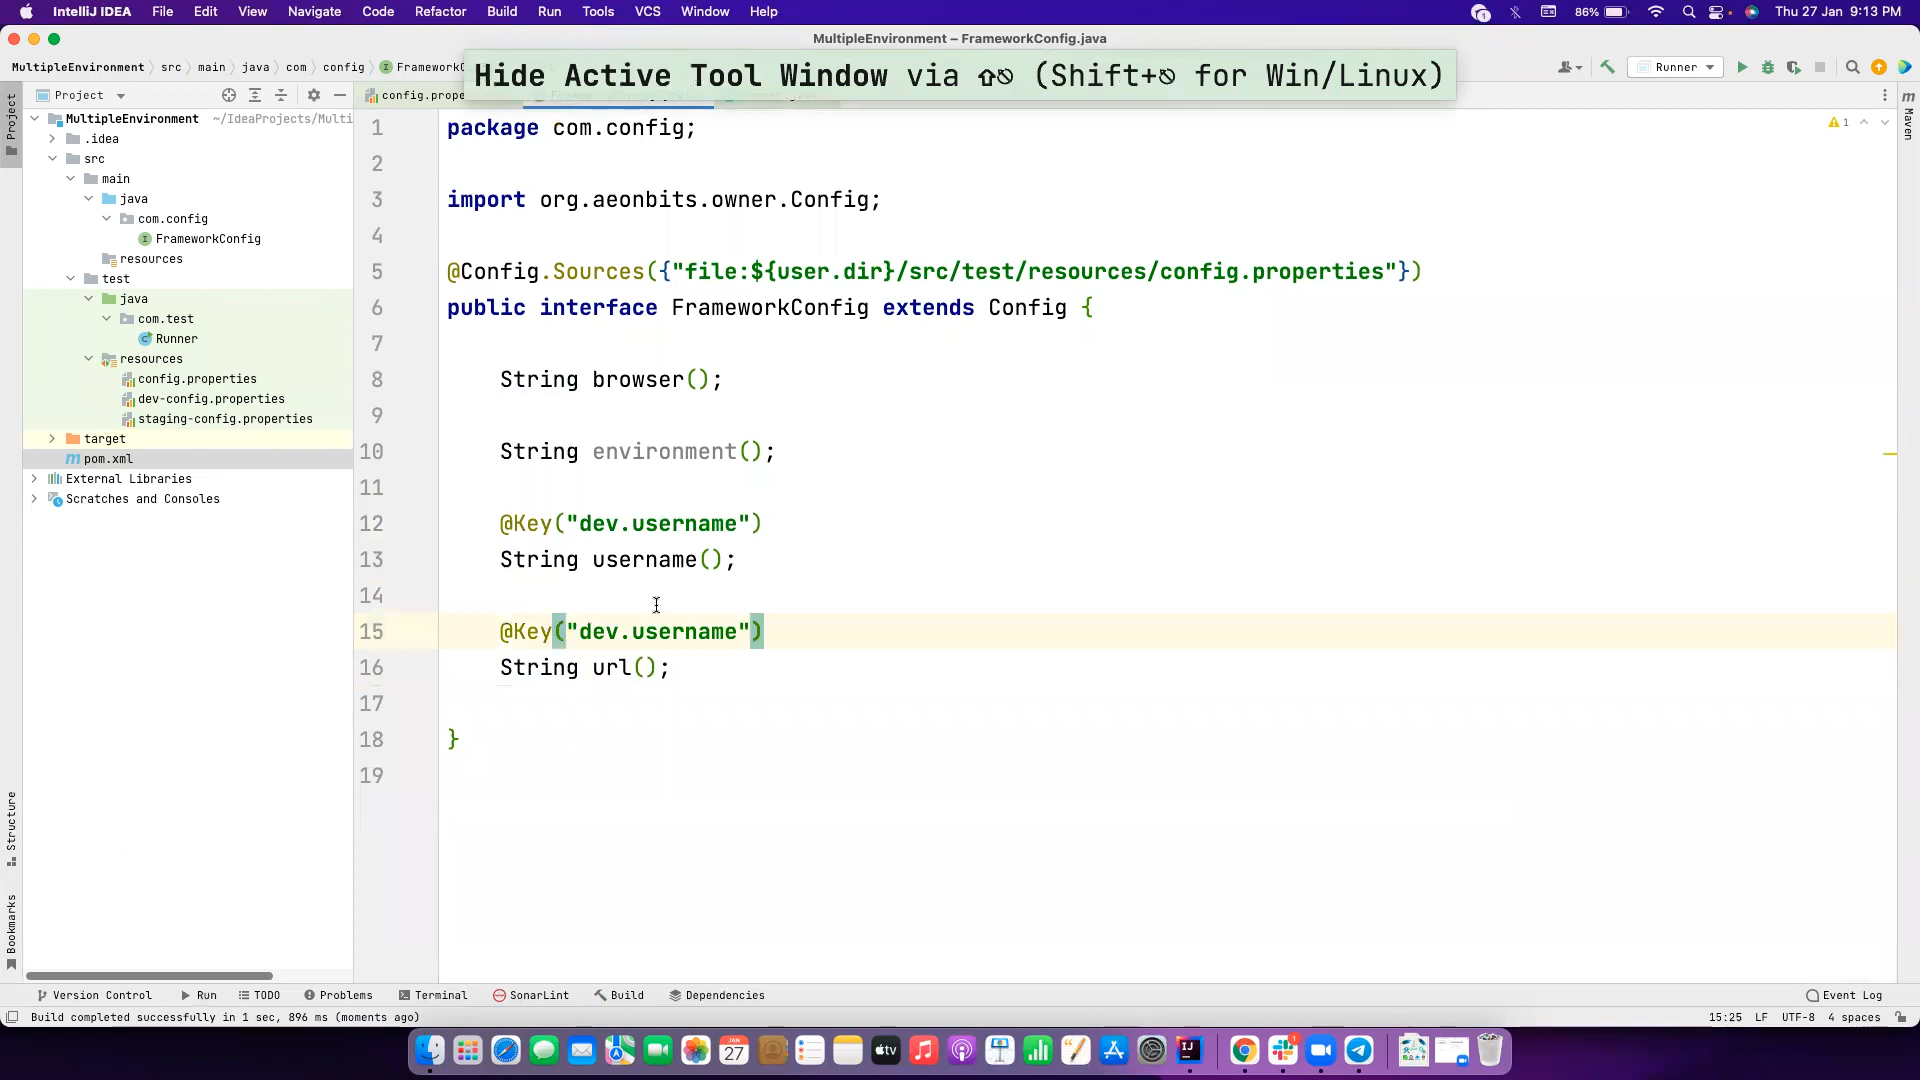 IntelliJ IDEA File Edit View Navigate Code Refactor Build Run Tools VCS Window Help 1 86% Thu 27 Jan 9:13 PM
MultipleEnvironment – FrameworkConfig.java
MultipleEnvironment src main java com config FrameworkC
Hide Active Tool Window via ⇧⎋ (Shift+⎋ for Win/Linux)
Runner
Project
config.prope
MultipleEnvironment ~/IdeaProjects/Multi
.idea
src
main
java
com.config
FrameworkConfig
resources
test
java
com.test
Runner
resources
config.properties
dev-config.properties
staging-config.properties
target
pom.xml
External Libraries
Scratches and Consoles
Project
Structure
Bookmarks
1 package com.config;
2
3 import org.aeonbits.owner.Config;
4
5 @Config.Sources({"file:${user.dir}/src/test/resources/config.properties"})
6 public interface FrameworkConfig extends Config {
7
8 String browser();
9
10 String environment();
11
12 @Key("dev.username")
13 String username();
14
15 @Key("dev.username")
16 String url();
17
18 }
19
1
Maven
Version Control Run TODO Problems Terminal SonarLint Build Dependencies Event Log
Build completed successfully in 1 sec, 896 ms (moments ago) 15:25 LF UTF-8 4 spaces
JAN
27
tv
IJ
1